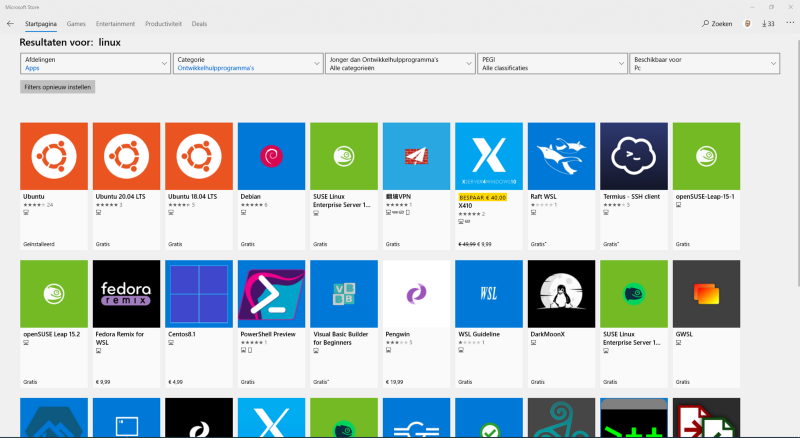 Microsoft Store
Startpagina Games Entertainment Productiviteit Deals
Zoeken 33
Resultaten voor: linux
Afdelingen
Apps
Categorie
Ontwikkelhulpprogramma's
Jonger dan Ontwikkelhulpprogramma's
Alle categorieën
PEGI
Alle classificaties
Beschikbaar voor
Pc
Filters opnieuw instellen
Ubuntu
24
Geïnstalleerd
Ubuntu 20.04 LTS
3
Gratis
Ubuntu 18.04 LTS
5
Gratis
Debian
6
Gratis
SUSE Linux
Enterprise Server 1...
Gratis
VPN
1
Gratis
X
XSERVER4WINDOWS10
BESPAAR € 40,00
X410
2
€ 49,99 € 9,99
Raft WSL
1
Gratis*
Termius - SSH client
5
Gratis*
openSUSE-Leap-15-1
Gratis
openSUSE Leap 15.2
Gratis
fedora
remix
Fedora Remix for
WSL
€ 9,99
Centos8.1
€ 4,99
PowerShell Preview
1
Gratis
VB
BB
Visual Basic Builder
for Beginners
Gratis*
Pengwin
5
€ 19,99
WSL
WSL Guideline
1
Gratis
DarkMoonX
Gratis
SUSE Linux
Enterprise Server 1...
Gratis
GWSL
Gratis
X
>++